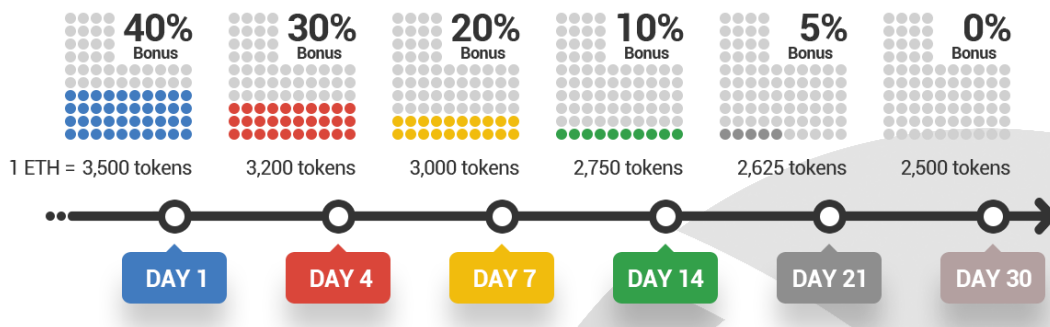 40%
Bonus
30%
Bonus
20%
Bonus
10%
Bonus
5%
Bonus
0%
Bonus
1 ETH = 3,500 tokens
3,200 tokens
3,000 tokens
2,750 tokens
2,625 tokens
2,500 tokens
DAY 1
DAY 4
DAY 7
DAY 14
DAY 21
DAY 30